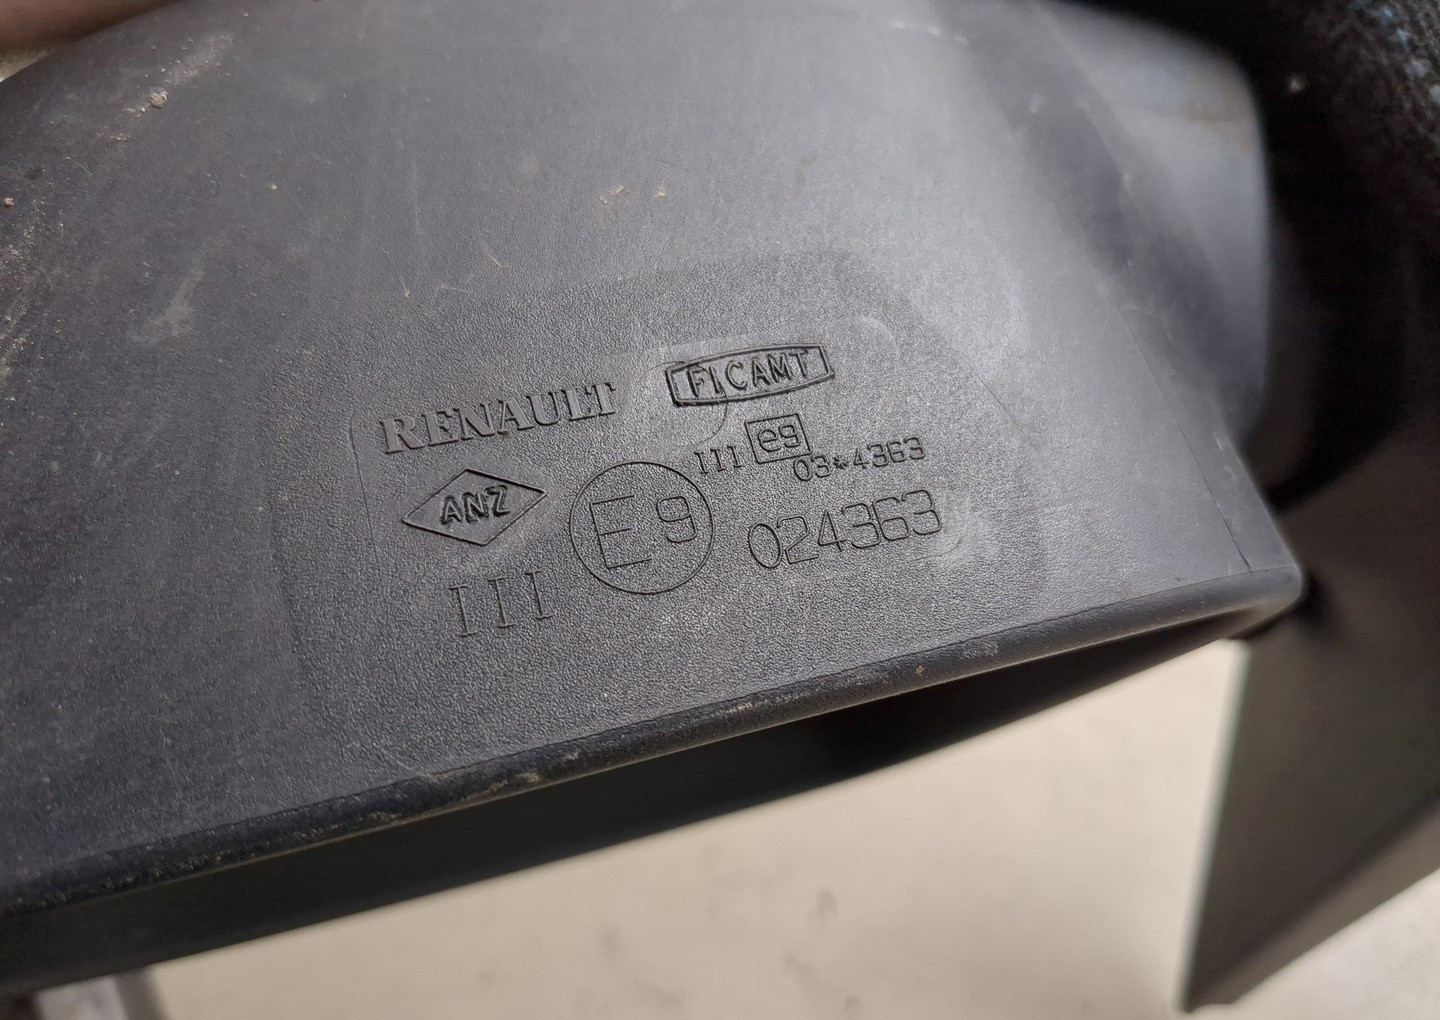 RENAULT
FICAMT
III e9
03*4363
ANZ
E9
024363
III